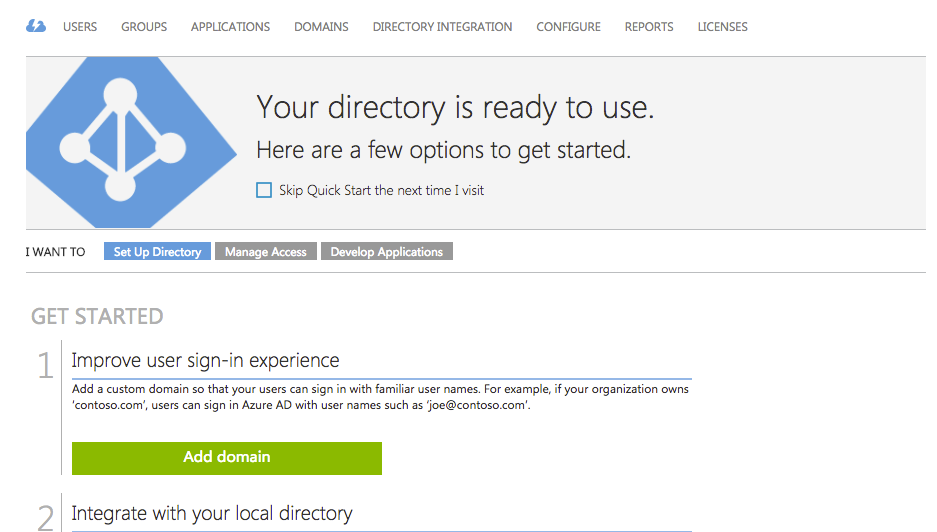 USERS GROUPS APPLICATIONS DOMAINS DIRECTORY INTEGRATION CONFIGURE REPORTS LICENSES
Your directory is ready to use.
Here are a few options to get started.
Skip Quick Start the next time I visit
I WANT TO Set Up Directory Manage Access Develop Applications
GET STARTED
1 Improve user sign-in experience
Add a custom domain so that your users can sign in with familiar user names. For example, if your organization owns
‘contoso.com’, users can sign in Azure AD with user names such as ‘joe@contoso.com’.
Add domain
2 Integrate with your local directory